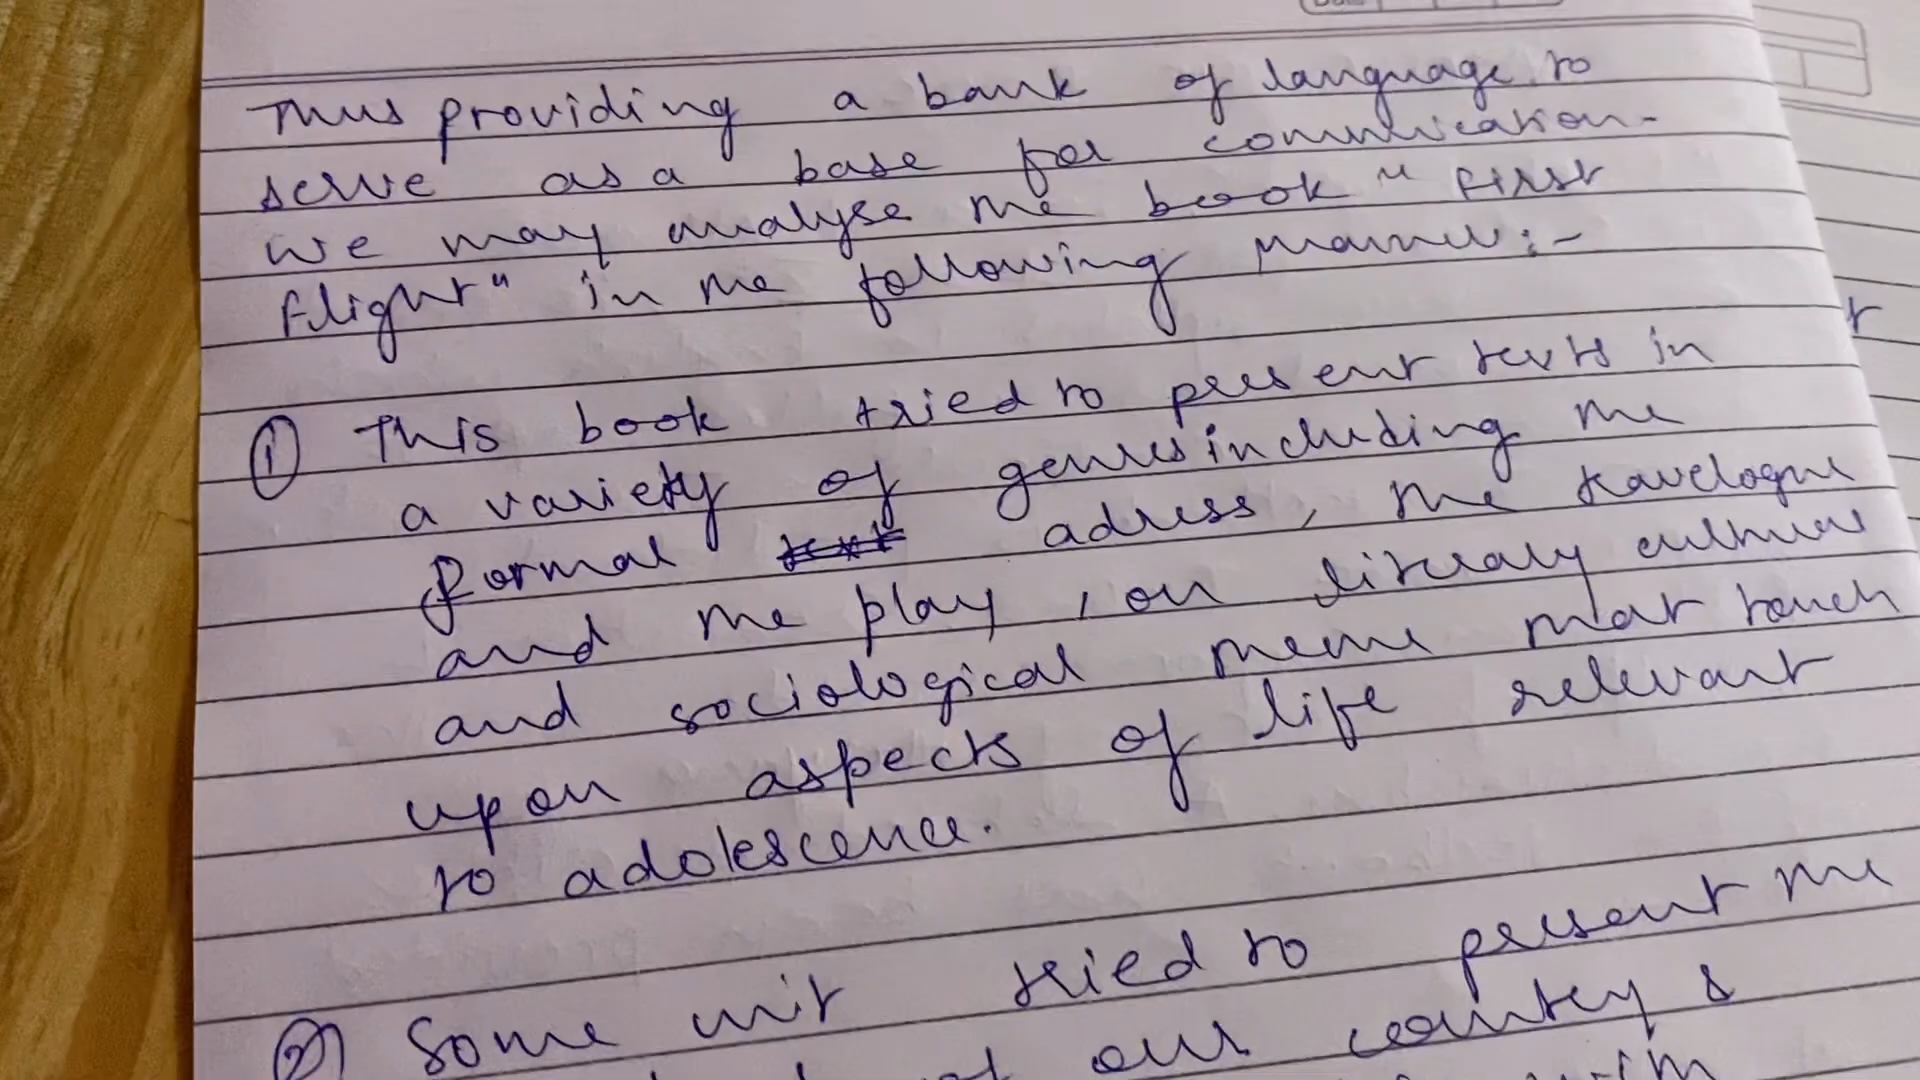 Thus providing a bank of language to
serve as a base for communication.
we may analyse the book " First
flight" in the following manner:-
① This book tried to present texts in
a variety of genres including the
formal adress, the travelogue
and the play, on literary culture
and sociological theme that touch
upon aspects of life relevant
to adolescence.
② Some unit tried to present the
of our country &